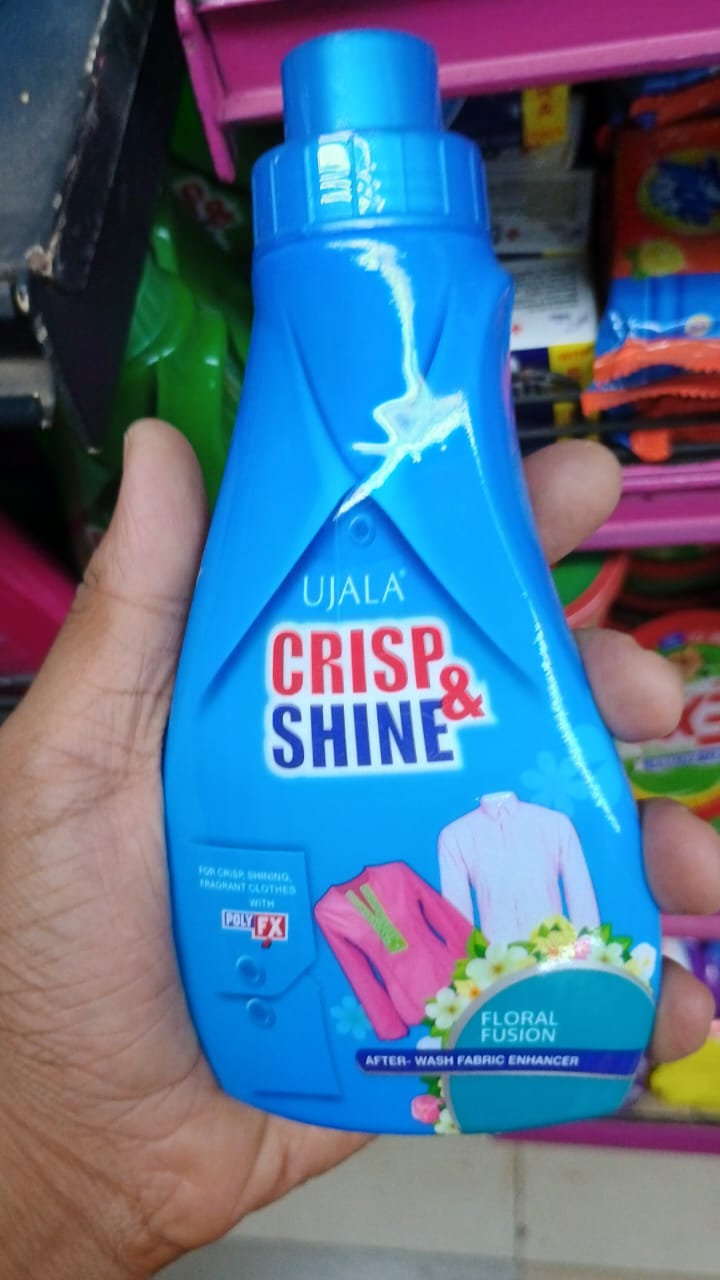 UJALA
CRISP
&
SHINE
FOR CRISP, SHINING,
FRAGRANT CLOTHES
WITH
POLY FX
FLORAL
FUSION
AFTER- WASH FABRIC ENHANCER